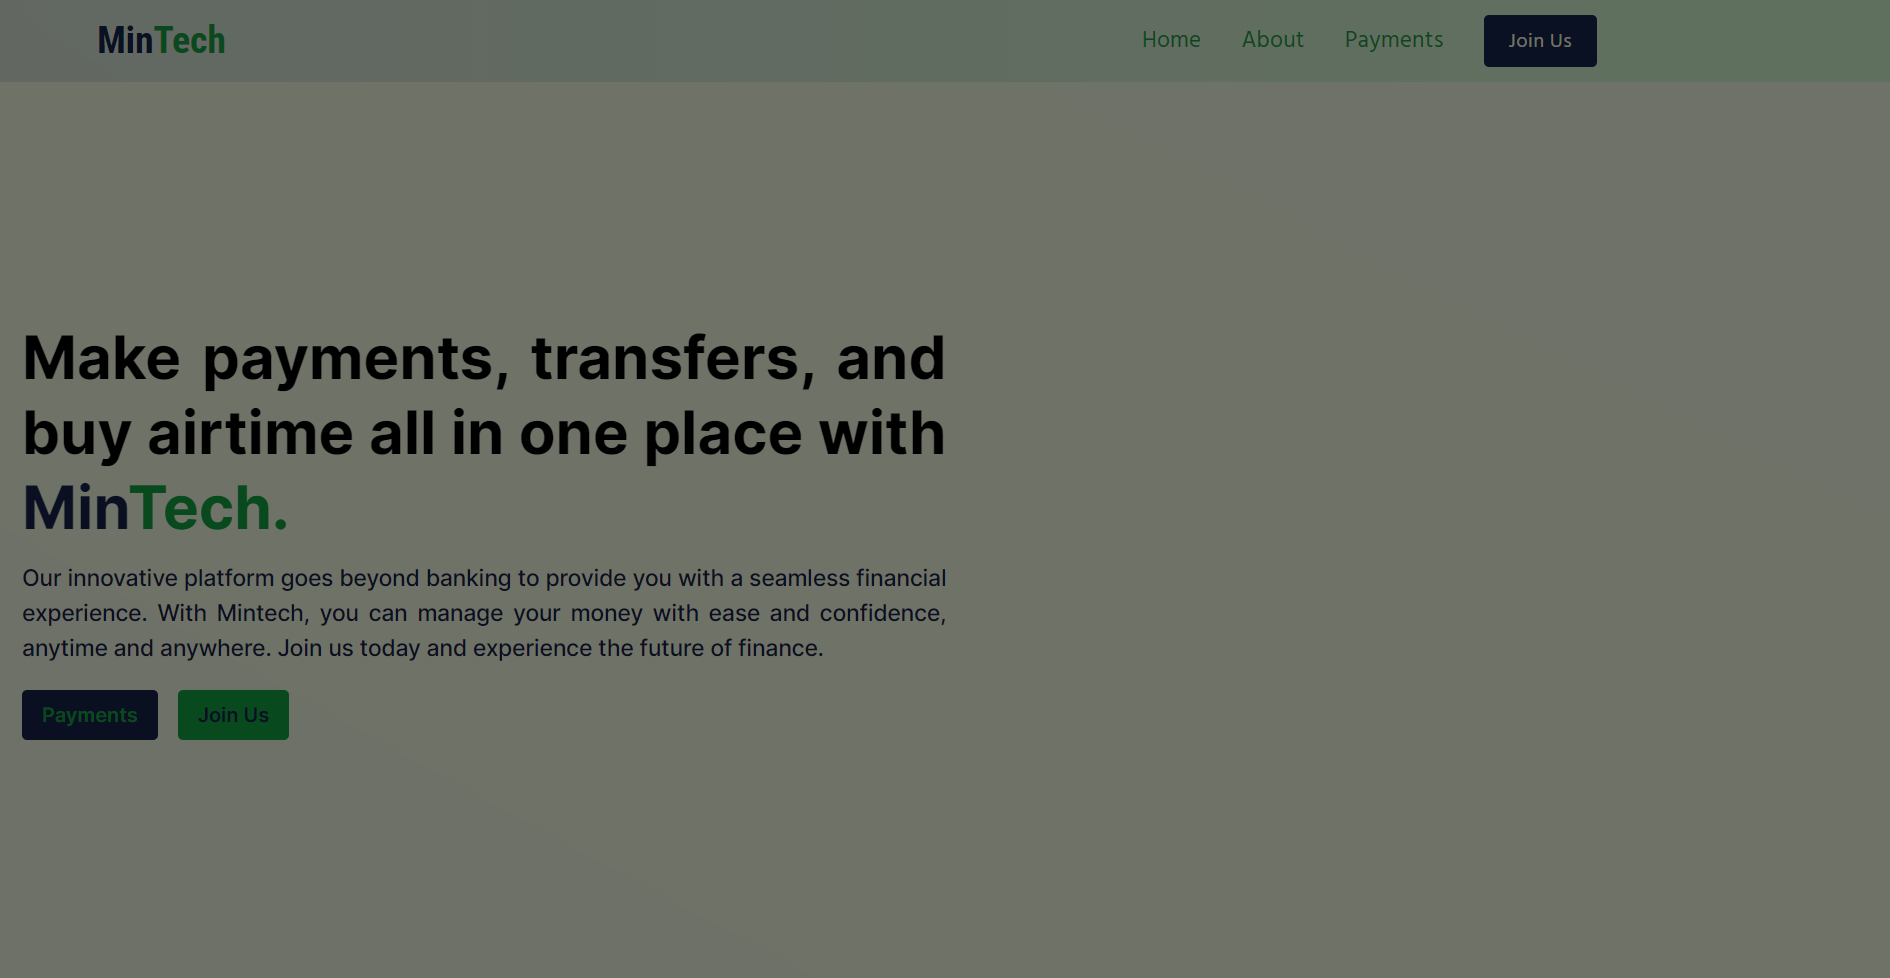 MinTech
Home About Payments Join Us
Make payments, transfers, and
buy airtime all in one place with
MinTech.
Our innovative platform goes beyond banking to provide you with a seamless financial
experience. With Mintech, you can manage your money with ease and confidence,
anytime and anywhere. Join us today and experience the future of finance.
Payments Join Us